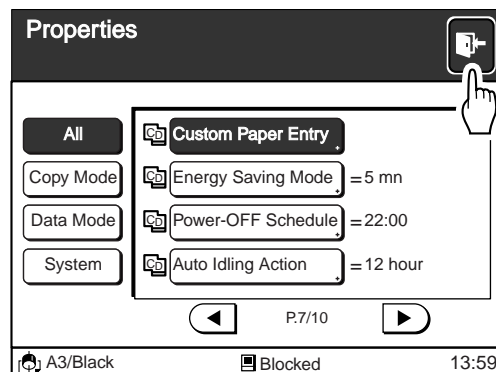 Properties
All
Custom Paper Entry
Copy Mode
Energy Saving Mode =5 mn
Data Mode
Power-OFF Schedule =22:00
System
Auto Idling Action =12 hour
P.7/10
A3/Black
Blocked
13:59